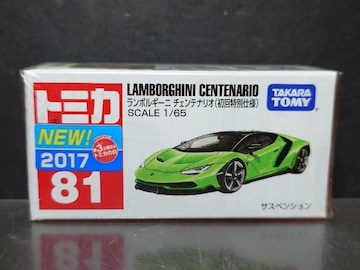 トミカ
NEW!
2017
81
LAMBORGHINI CENTENARIO
ランボルギーニ チェンテナリオ(初回特別仕様)
SCALE 1/65
TAKARA
TOMY
サスペンション